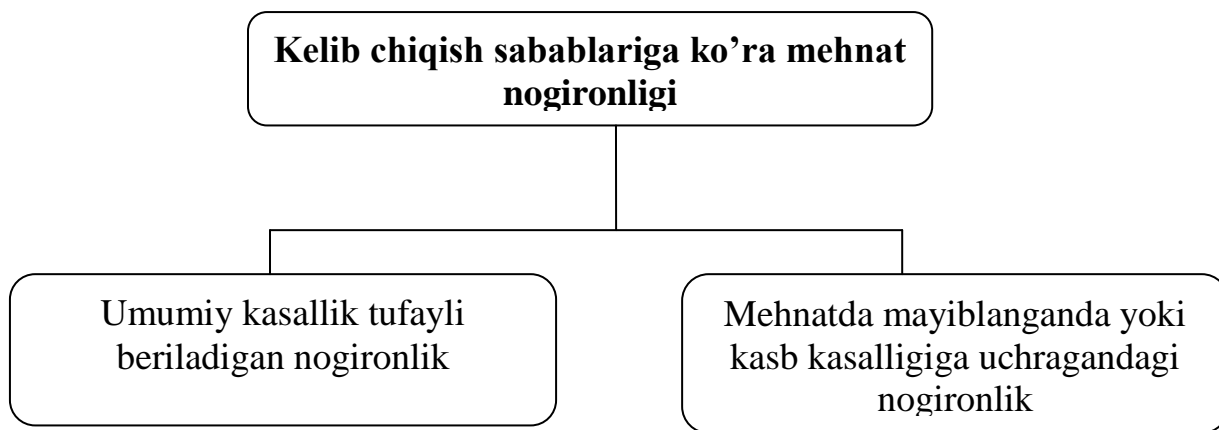 Kelib chiqish sabablariga ko’ra mehnat
nogironligi
Umumiy kasallik tufayli
beriladigan nogironlik
Mehnatda mayiblanganda yoki
kasb kasalligiga uchragandagi
nogironlik